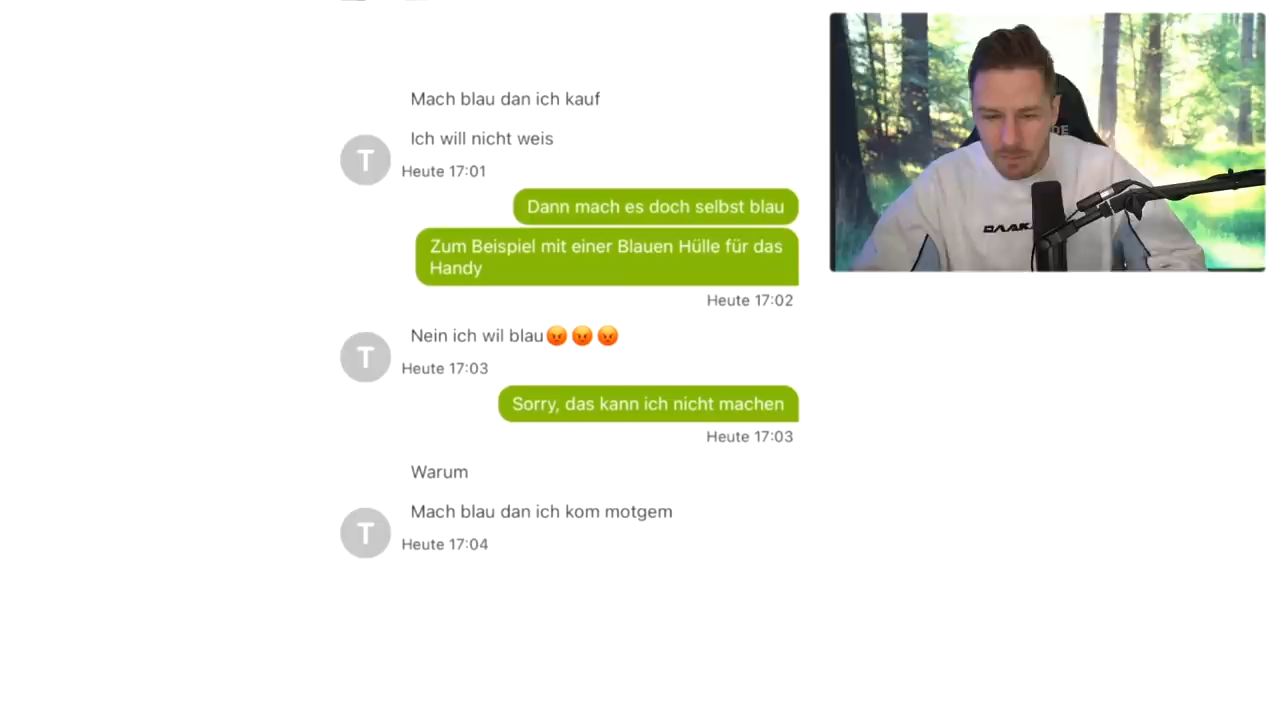 Mach blau dan ich kauf
Ich will nicht weis
T
Heute 17:01
Dann mach es doch selbst blau
Zum Beispiel mit einer Blauen Hülle für das
Handy
Heute 17:02
Nein ich wil blau😡😡😡
T
Heute 17:03
Sorry, das kann ich nicht machen
Heute 17:03
Warum
Mach blau dan ich kom motgem
T
Heute 17:04